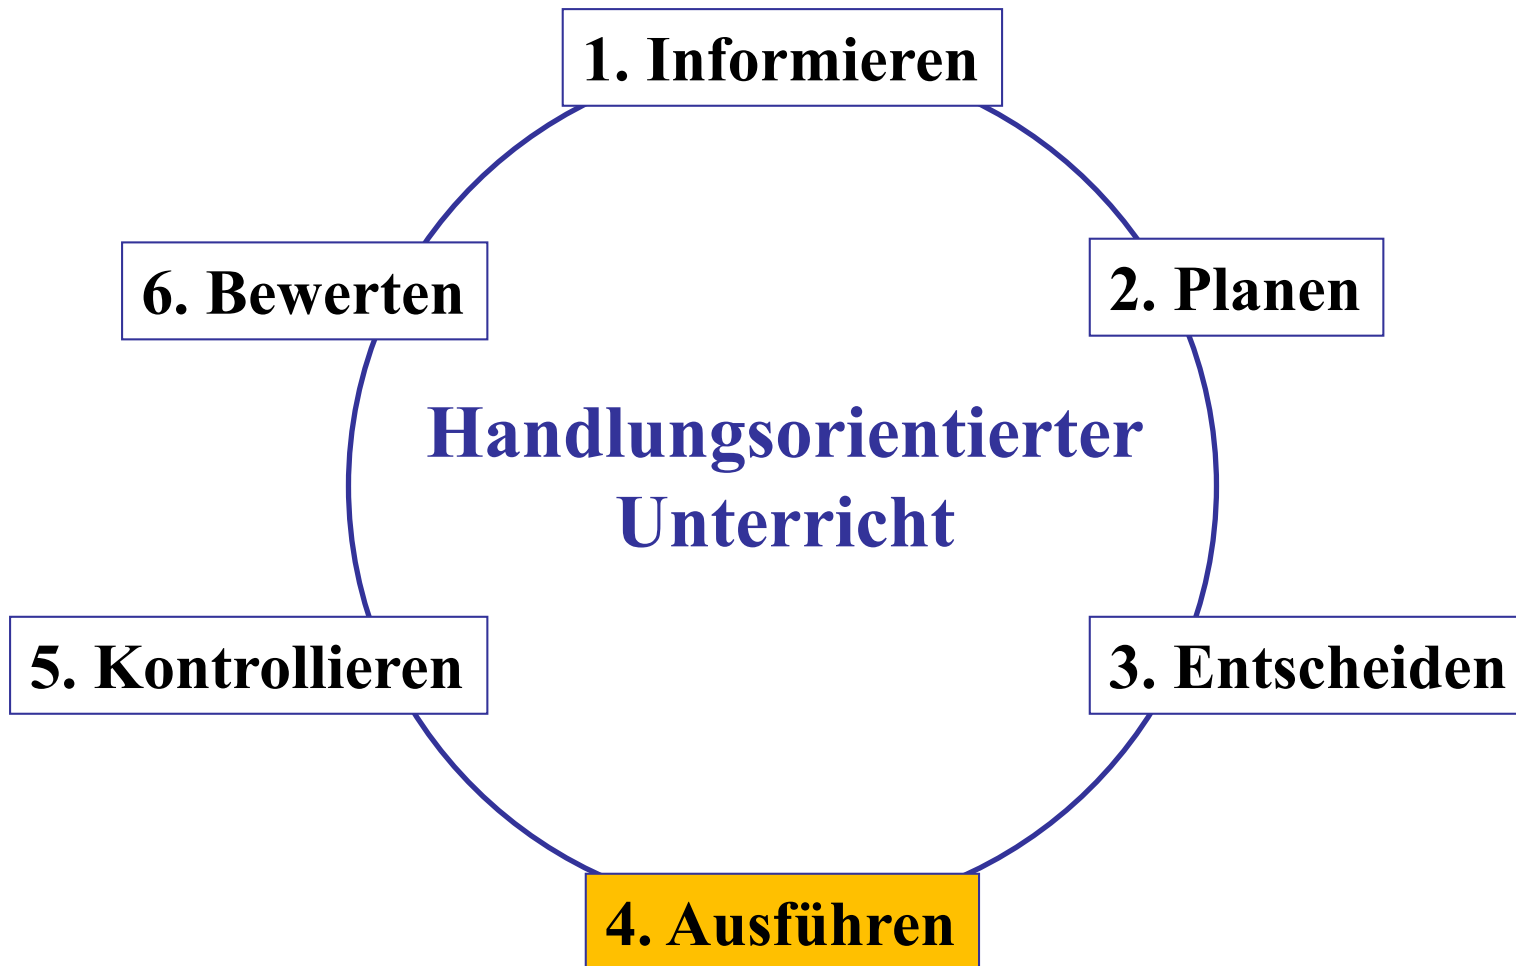 1. Informieren
6. Bewerten
2. Planen
Handlungsorientierter
Unterricht
5. Kontrollieren
3. Entscheiden
4. Ausführen